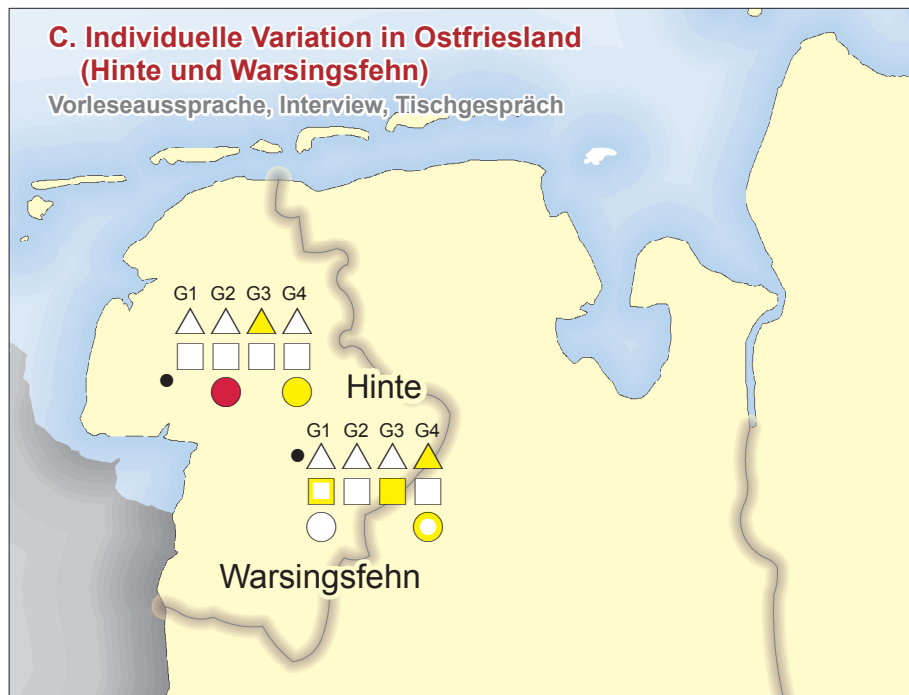 C. Individuelle Variation in Ostfriesland
(Hinte und Warsingsfehn)
Vorleseaussprache, Interview, Tischgespräch
G1 G2 G3 G4
Hinte
G1 G2 G3 G4
Warsingsfehn